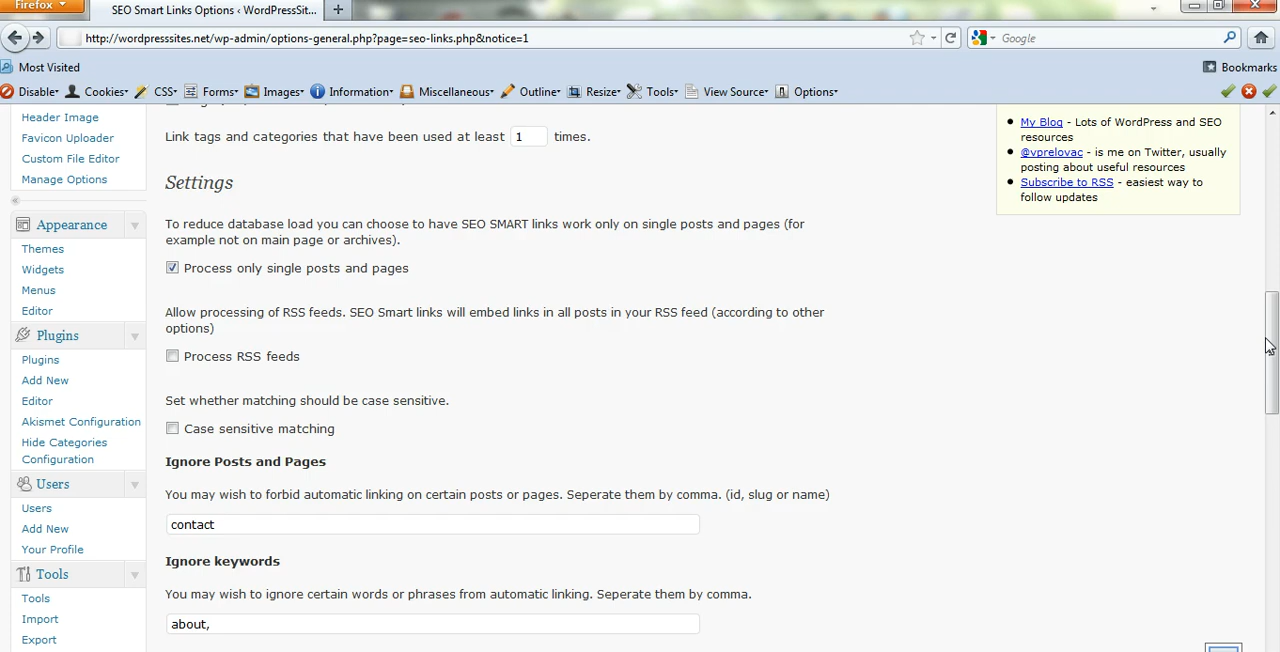 Firefox
SEO Smart Links Options ‹ WordPressSit...
http://wordpresssites.net/wp-admin/options-general.php?page=seo-links.php&notice=1
Google
Most Visited
Bookmarks
Disable Cookies CSS Forms Images Information Miscellaneous Outline Resize Tools View Source Options
Header Image
Favicon Uploader
Custom File Editor
Manage Options
Appearance
Themes
Widgets
Menus
Editor
Plugins
Plugins
Add New
Editor
Akismet Configuration
Hide Categories
Configuration
Users
Users
Add New
Your Profile
Tools
Tools
Import
Export
Link tags and categories that have been used at least 1 times.
Settings
To reduce database load you can choose to have SEO SMART links work only on single posts and pages (for
example not on main page or archives).
Process only single posts and pages
Allow processing of RSS feeds. SEO Smart links will embed links in all posts in your RSS feed (according to other
options)
Process RSS feeds
Set whether matching should be case sensitive.
Case sensitive matching
Ignore Posts and Pages
You may wish to forbid automatic linking on certain posts or pages. Seperate them by comma. (id, slug or name)
contact
Ignore keywords
You may wish to ignore certain words or phrases from automatic linking. Seperate them by comma.
about,
My Blog - Lots of WordPress and SEO
resources
@vprelovac - is me on Twitter, usually
posting about useful resources
Subscribe to RSS - easiest way to
follow updates